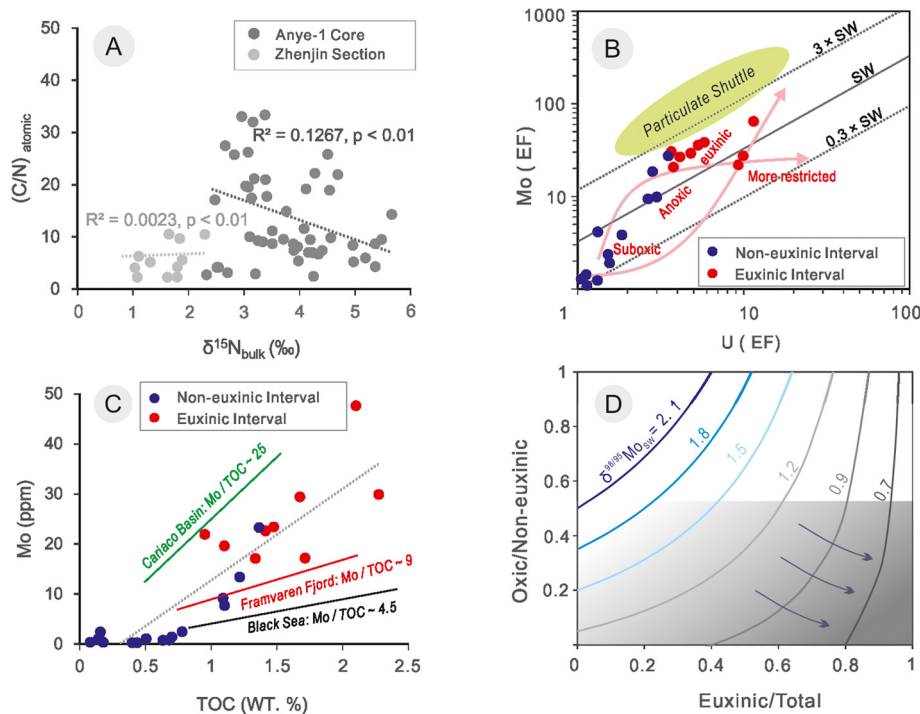 A
Anye-1 Core
Zhenjin Section
50
40
30
20
10
0
(C/N) atomic
R² = 0.1267, p < 0.01
R² = 0.0023, p < 0.01
0 1 2 3 4 5 6
δ¹⁵Nbulk (‰)
B
1000
100
10
1
Mo ( EF)
3 × SW
SW
0.3 × SW
Particulate Shuttle
euxinic
Anoxic
More-restricted
Suboxic
Non-euxinic Interval
Euxinic Interval
1 10 100
U ( EF)
C
Non-euxinic Interval
Euxinic Interval
50
40
30
20
10
0
Mo (ppm)
Cariaco Basin: Mo / TOC ~ 25
Framvaren Fjord: Mo / TOC ~ 9
Black Sea: Mo / TOC ~ 4.5
0 0.5 1 1.5 2 2.5
TOC (WT. %)
D
1
0.8
0.6
0.4
0.2
Oxic/Non-euxinic
δ⁹⁸/⁹⁵Mo SW = 2. 1
1.8
1.5
1.2
0.9
0.7
0 0.2 0.4 0.6 0.8 1
Euxinic/Total